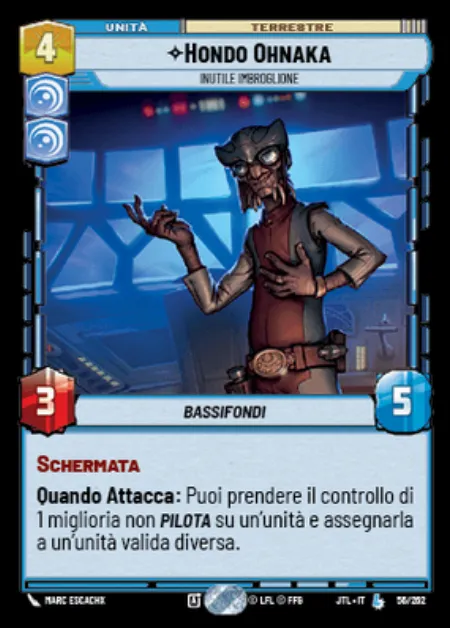 UNITÀ
TERRESTRE
4
✧HONDO OHNAKA
INUTILE IMBROGLIONE
3
BASSIFONDI
5
SCHERMATA
Quando Attacca: Puoi prendere il controllo di
1 miglioria non PILOTA su un'unità e assegnarla
a un'unità valida diversa.
MARC ESCACHX
© LFL © FFG
JTL • IT
56/262